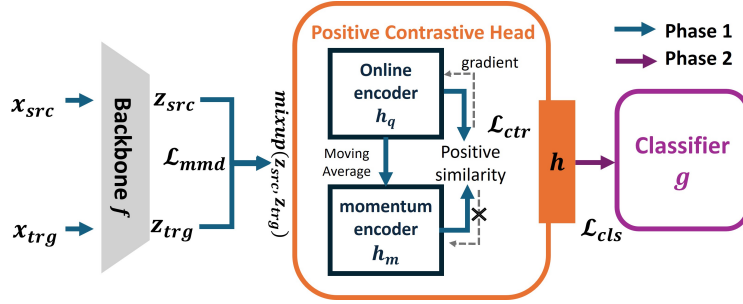 Positive Contrastive Head
Phase 1
Phase 2
x_src
x_trg
Backbone f
z_src
z_trg
ℒ_mmd
mixup(z_src, z_trg)
Online
encoder
h_q
gradient
ℒ_ctr
Moving
Average
Positive
similarity
momentum
encoder
h_m
h
ℒ_cls
Classifier
g